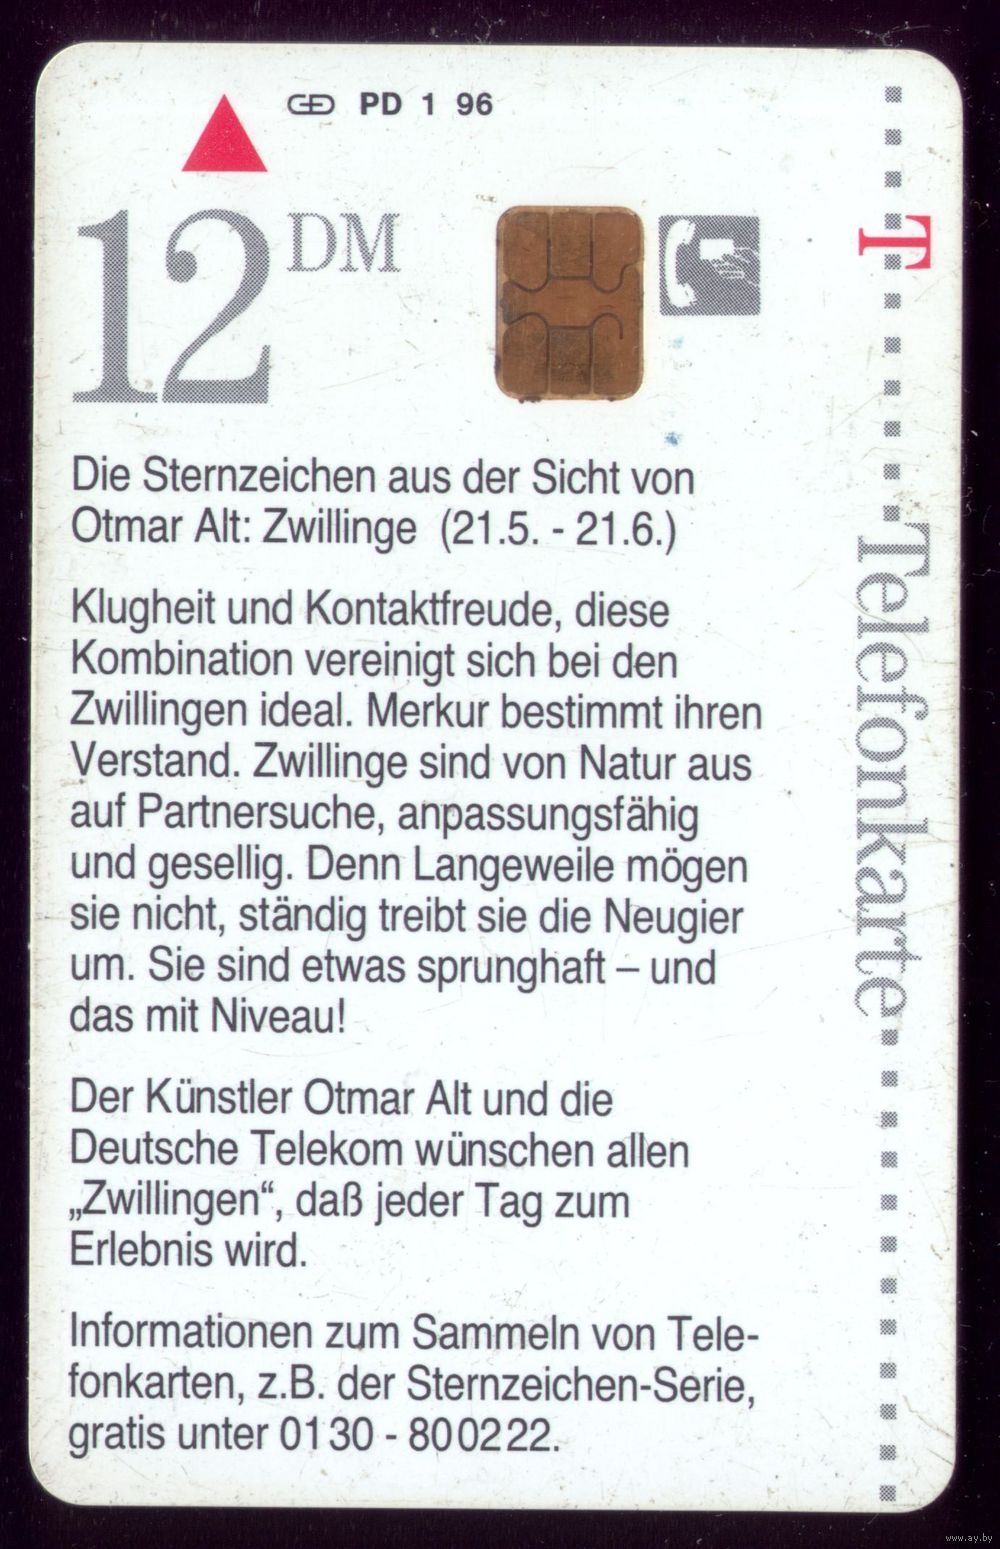 PD 1 96
12 DM
T
Telefonkarte
Die Sternzeichen aus der Sicht von
Otmar Alt: Zwillinge (21.5. - 21.6.)
Klugheit und Kontaktfreude, diese
Kombination vereinigt sich bei den
Zwillingen ideal. Merkur bestimmt ihren
Verstand. Zwillinge sind von Natur aus
auf Partnersuche, anpassungsfähig
und gesellig. Denn Langeweile mögen
sie nicht, ständig treibt sie die Neugier
um. Sie sind etwas sprunghaft – und
das mit Niveau!
Der Künstler Otmar Alt und die
Deutsche Telekom wünschen allen
„Zwillingen“, daß jeder Tag zum
Erlebnis wird.
Informationen zum Sammeln von Tele-
fonkarten, z.B. der Sternzeichen-Serie,
gratis unter 0130 - 800222.
www.ay.by